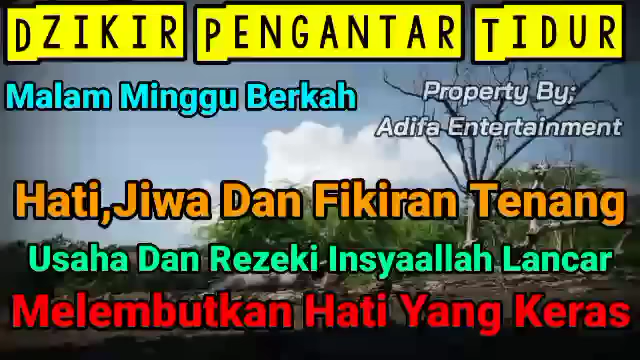 DZIKIR PENGANTAR TIDUR
Malam Minggu Berkah
Property By;
Adifa Entertainment
Hati,Jiwa Dan Fikiran Tenang
Usaha Dan Rezeki Insyaallah Lancar
Melembutkan Hati Yang Keras